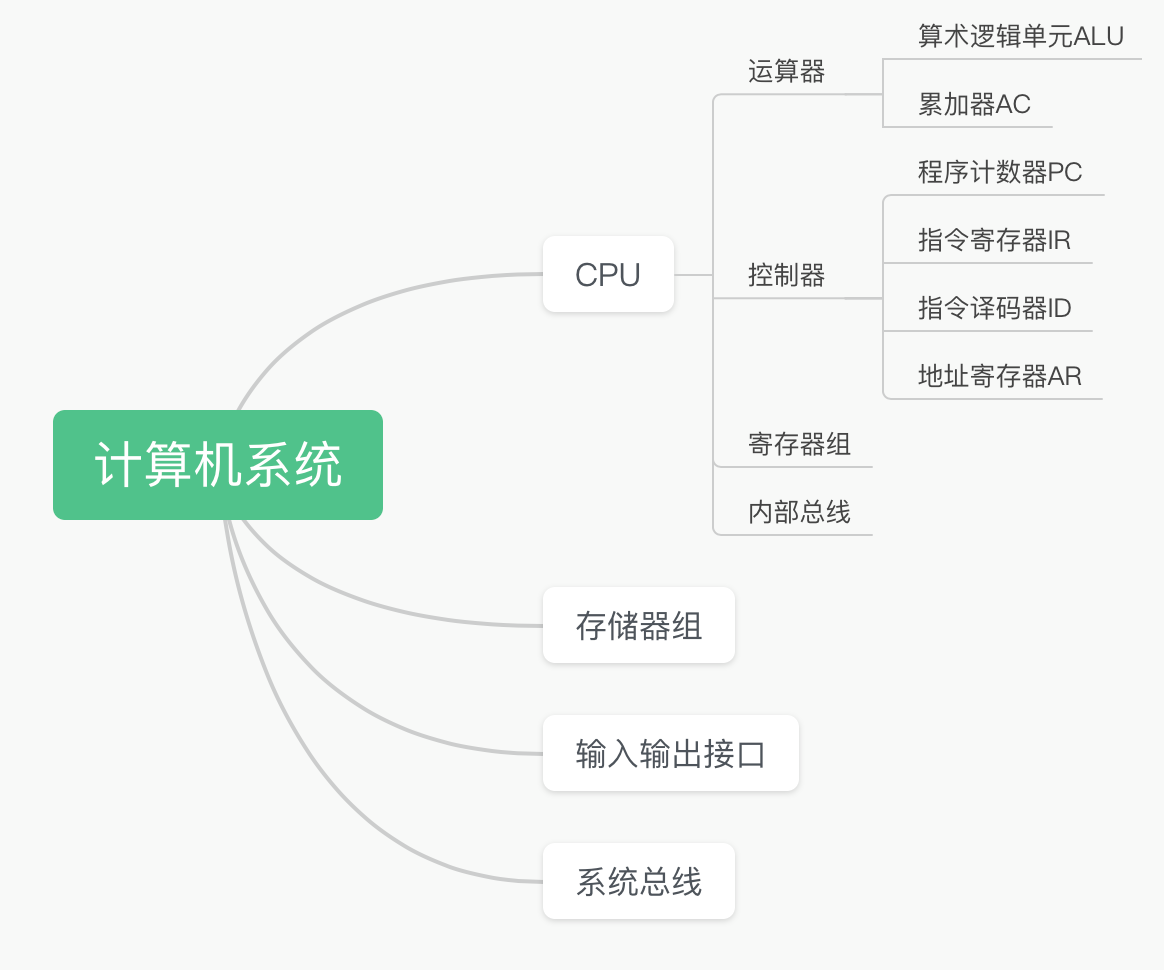 计算机系统
CPU
运算器
算术逻辑单元ALU
累加器AC
控制器
程序计数器PC
指令寄存器IR
指令译码器ID
地址寄存器AR
寄存器组
内部总线
存储器组
输入输出接口
系统总线